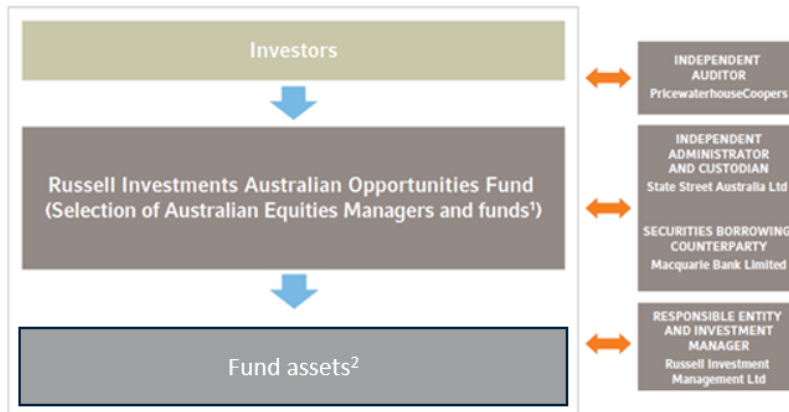 Investors
Russell Investments Australian Opportunities Fund
(Selection of Australian Equities Managers and funds¹)
Fund assets²
INDEPENDENT
AUDITOR
PricewaterhouseCoopers
INDEPENDENT
ADMINISTRATOR
AND CUSTODIAN
State Street Australia Ltd
SECURITIES BORROWING
COUNTERPARTY
Macquarie Bank Limited
RESPONSIBLE ENTITY
AND INVESTMENT
MANAGER
Russell Investment
Management Ltd